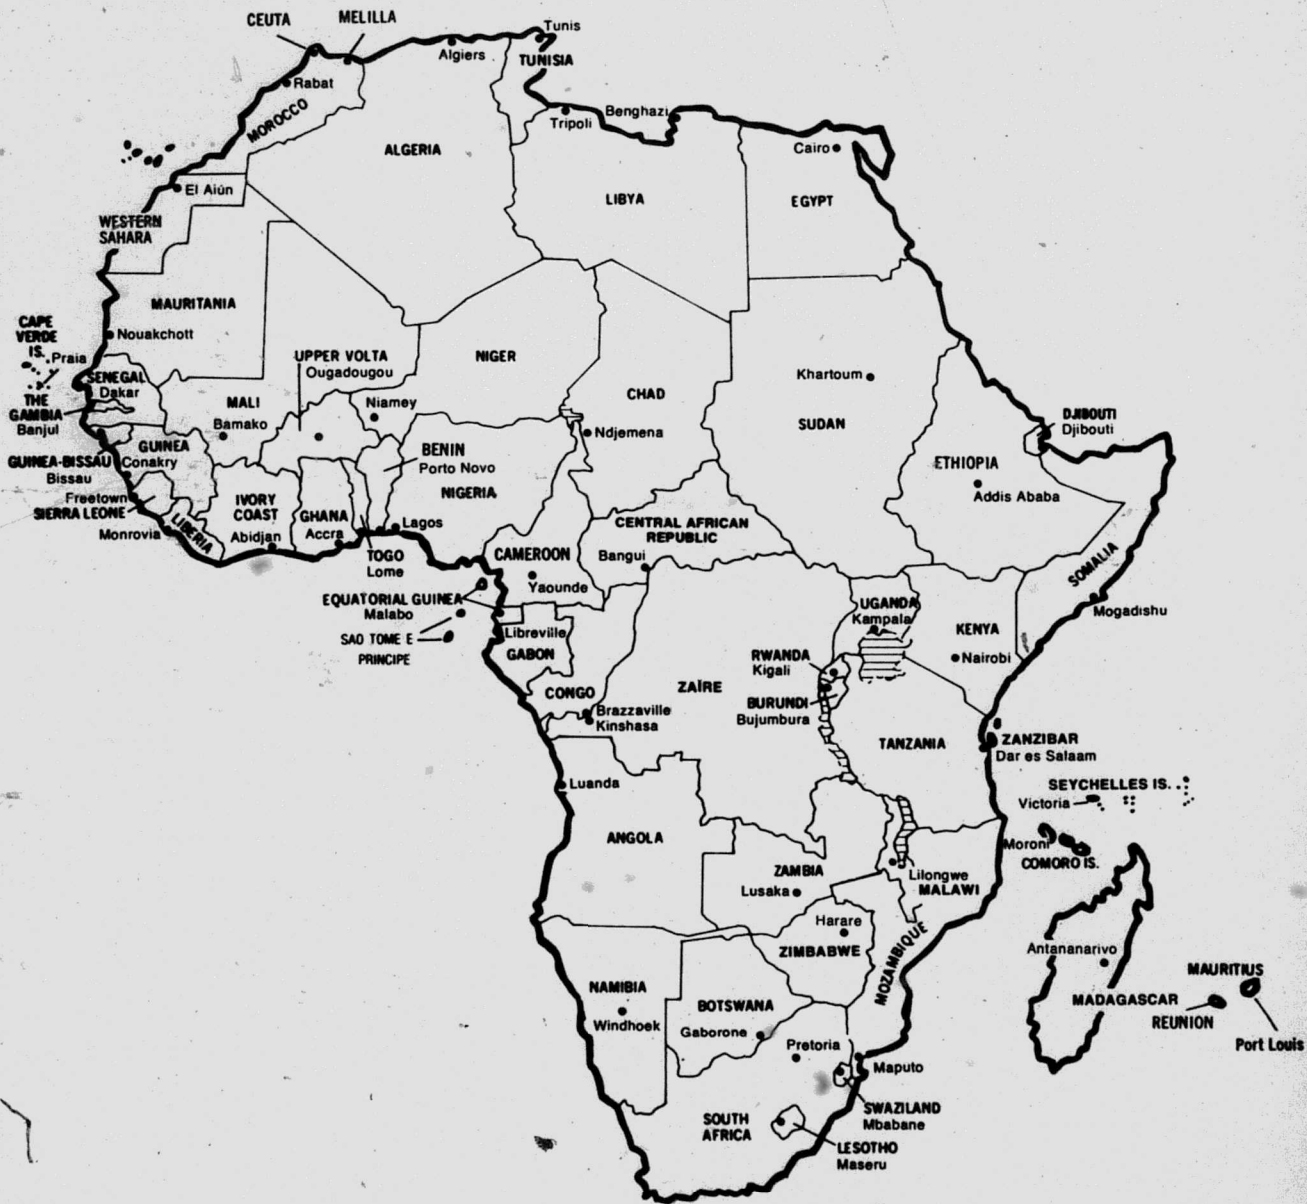 CEUTA
MELILLA
Tunis
Algiers
TUNISIA
Rabat
MOROCCO
Benghazi
Tripoli
Cairo
ALGERIA
El Aiún
LIBYA
EGYPT
WESTERN
SAHARA
MAURITANIA
CAPE
VERDE
IS.
Praia
Nouakchott
UPPER VOLTA
Ougadougou
NIGER
SENEGAL
Dakar
Khartoum
THE
GAMBIA
Banjul
MALI
Bamako
Niamey
CHAD
SUDAN
DJIBOUTI
Djibouti
Ndjemena
GUINEA
Conakry
GUINEA-BISSAU
Bissau
BENIN
Porto Novo
NIGERIA
ETHIOPIA
Addis Ababa
Freetown
SIERRA LEONE
IVORY
COAST
Abidjan
GHANA
Accra
Lagos
CENTRAL AFRICAN
REPUBLIC
Bangui
Monrovia
LIBERIA
TOGO
Lome
CAMEROON
Yaounde
SOMALIA
EQUATORIAL GUINEA
Malabo
UGANDA
Kampala
Mogadishu
SAO TOME E
PRINCIPE
Libreville
GABON
KENYA
Nairobi
RWANDA
Kigali
CONGO
ZAÏRE
BURUNDI
Bujumbura
Brazzaville
Kinshasa
TANZANIA
ZANZIBAR
Dar es Salaam
Luanda
SEYCHELLES IS.
Victoria
ANGOLA
Moroni
COMORO IS.
ZAMBIA
Lusaka
Lilongwe
MALAWI
Harare
ZIMBABWE
MOZAMBIQUE
Antananarivo
MAURITIUS
NAMIBIA
Windhoek
BOTSWANA
Gaborone
MADAGASCAR
REUNION
Port Louis
Pretoria
Maputo
SWAZILAND
Mbabane
SOUTH
AFRICA
LESOTHO
Maseru